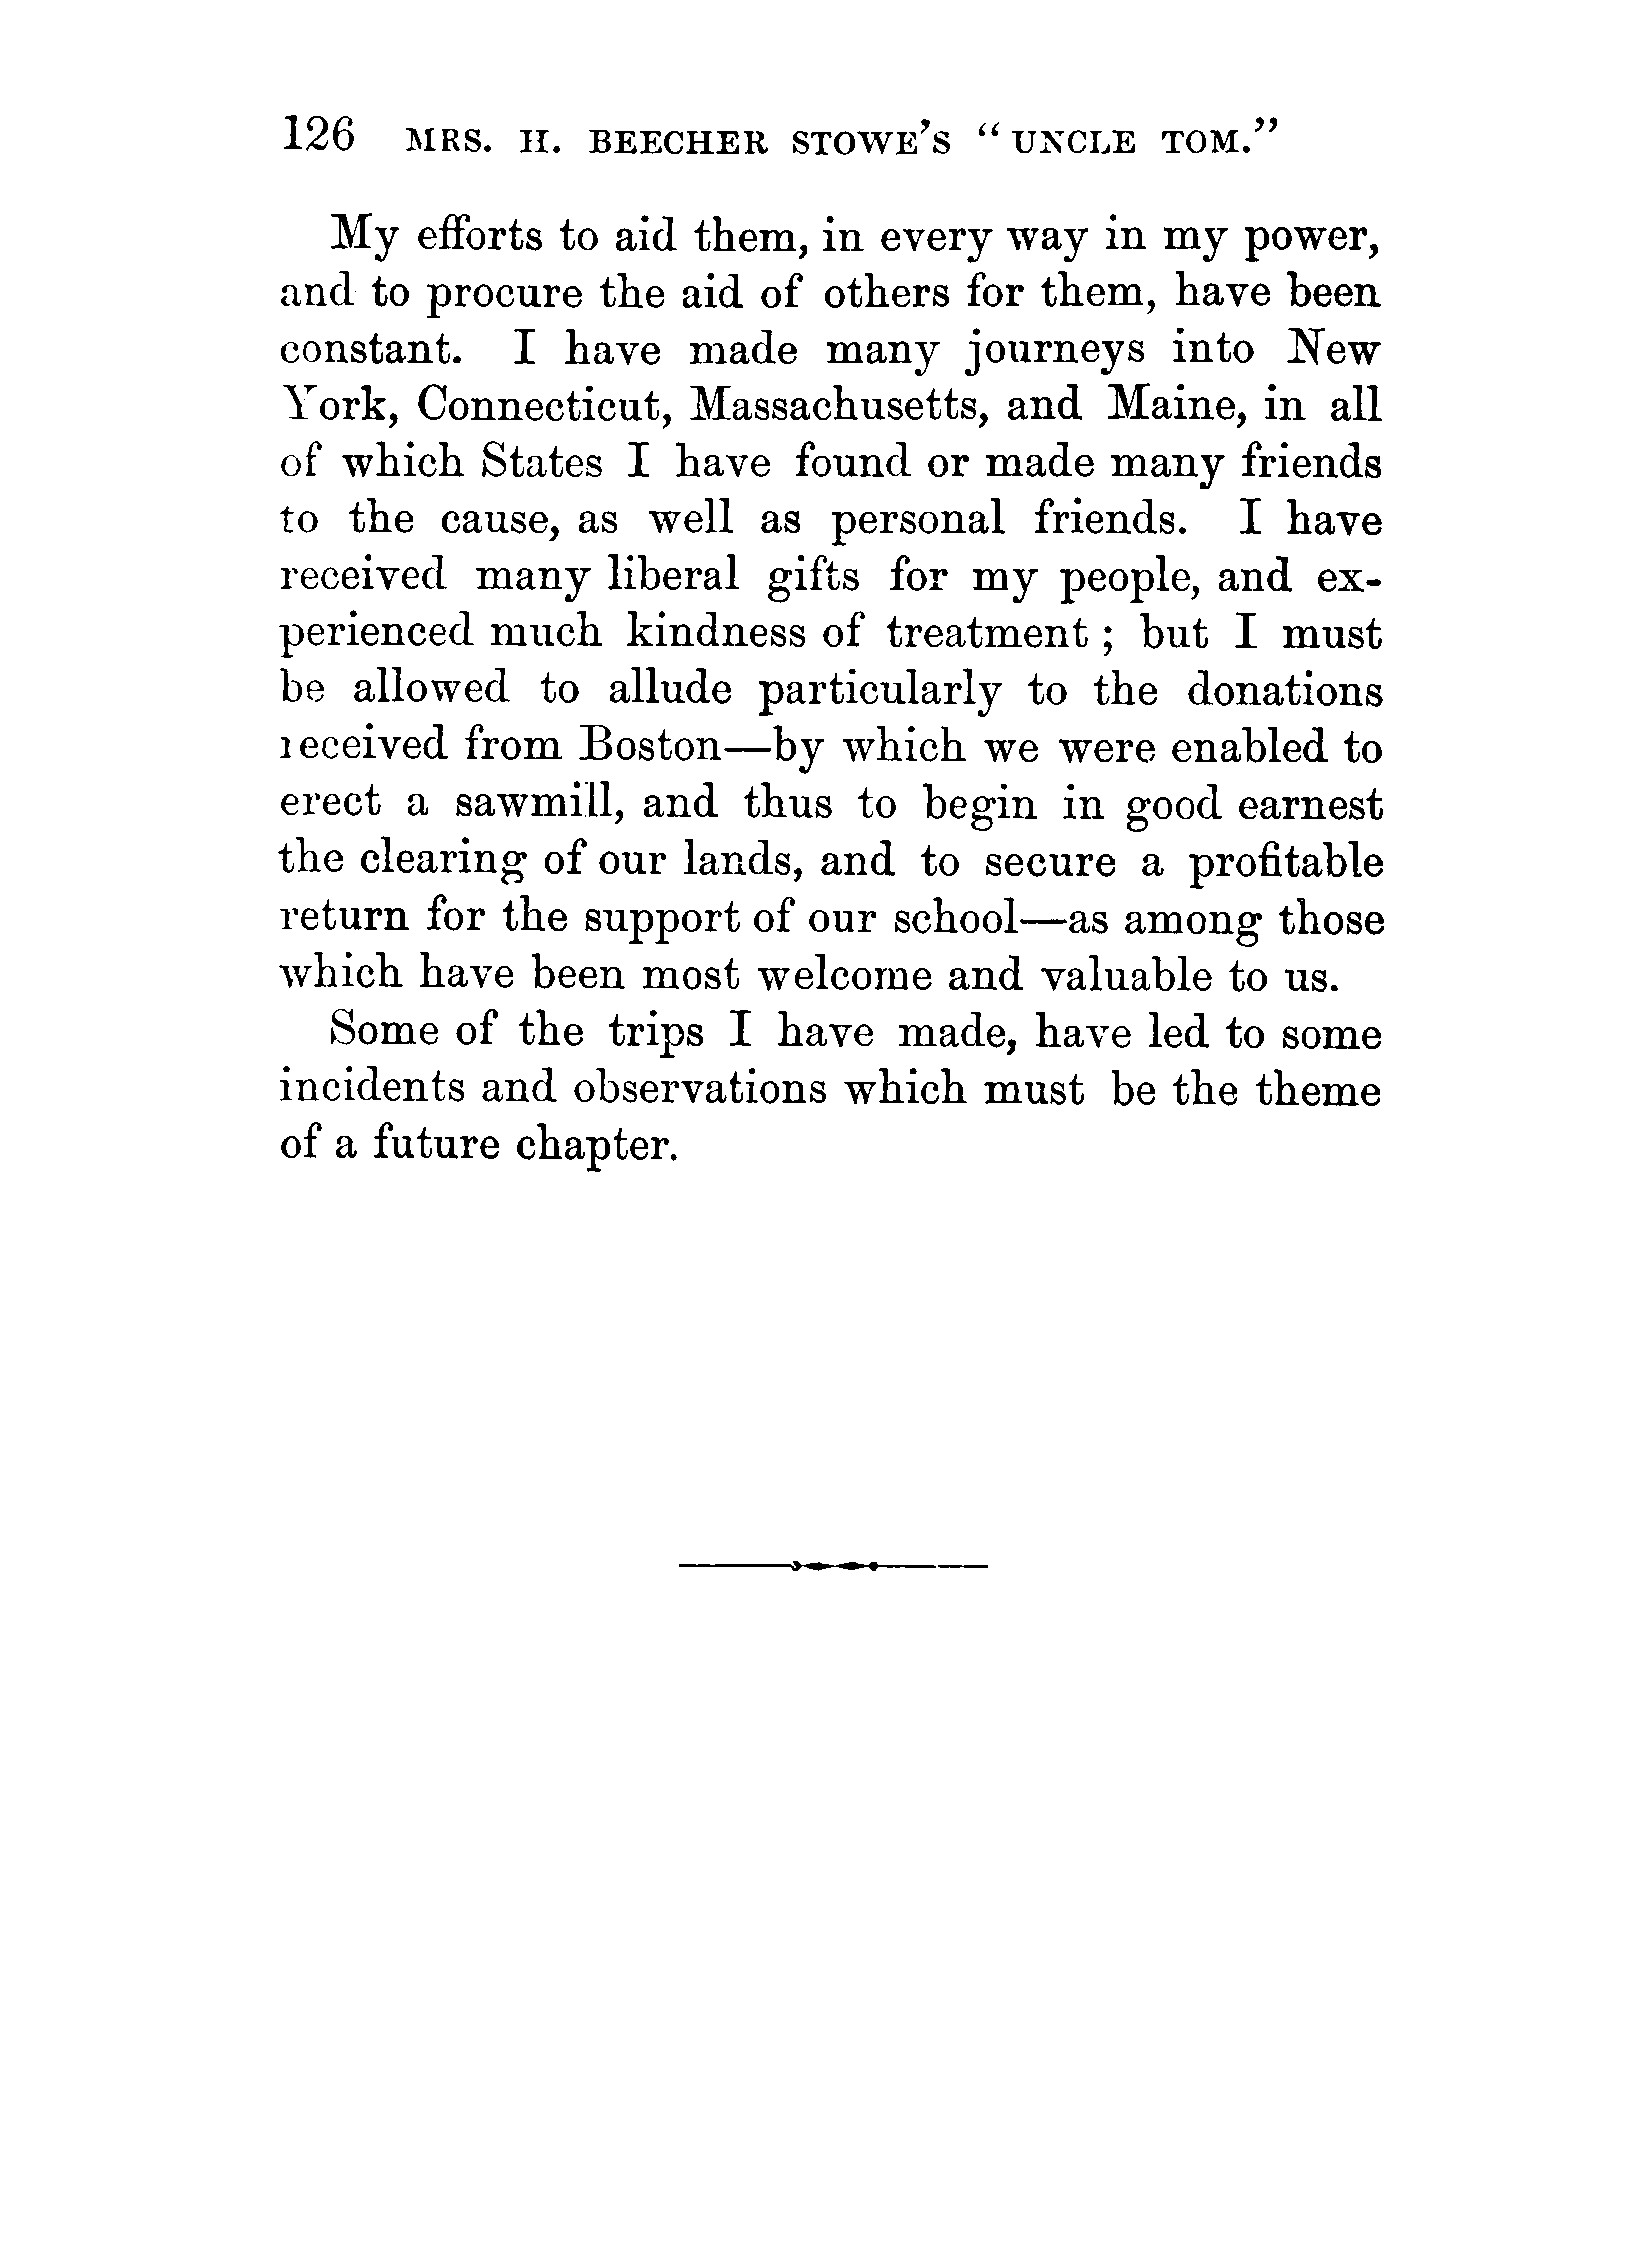 126 MRS. H. BEECHER STOWE'S "UNCLE TOM."
My efforts to aid them, in every way in my power,
and to procure the aid of others for them, have been
constant. I have made many journeys into New
York, Connecticut, Massachusetts, and Maine, in all
of which States I have found or made many friends
to the cause, as well as personal friends. I have
received many liberal gifts for my people, and ex-
perienced much kindness of treatment; but I must
be allowed to allude particularly to the donations
received from Boston—by which we were enabled to
erect a sawmill, and thus to begin in good earnest
the clearing of our lands, and to secure a profitable
return for the support of our school—as among those
which have been most welcome and valuable to us.
Some of the trips I have made, have led to some
incidents and observations which must be the theme
of a future chapter.